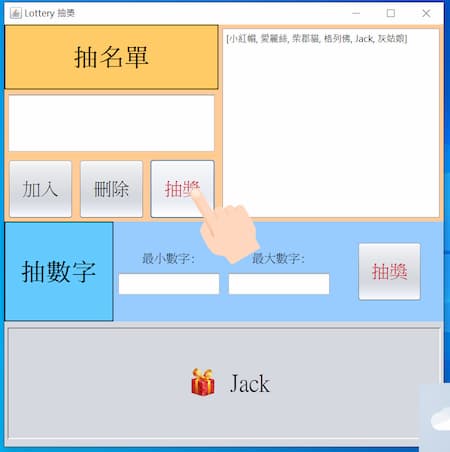 Lottery 抽獎
抽名單
[小紅帽, 愛麗絲, 柴郡貓, 格列佛, Jack, 灰姑娘]
加入
刪除
抽獎
抽數字
最小數字:
最大數字:
抽獎
Jack